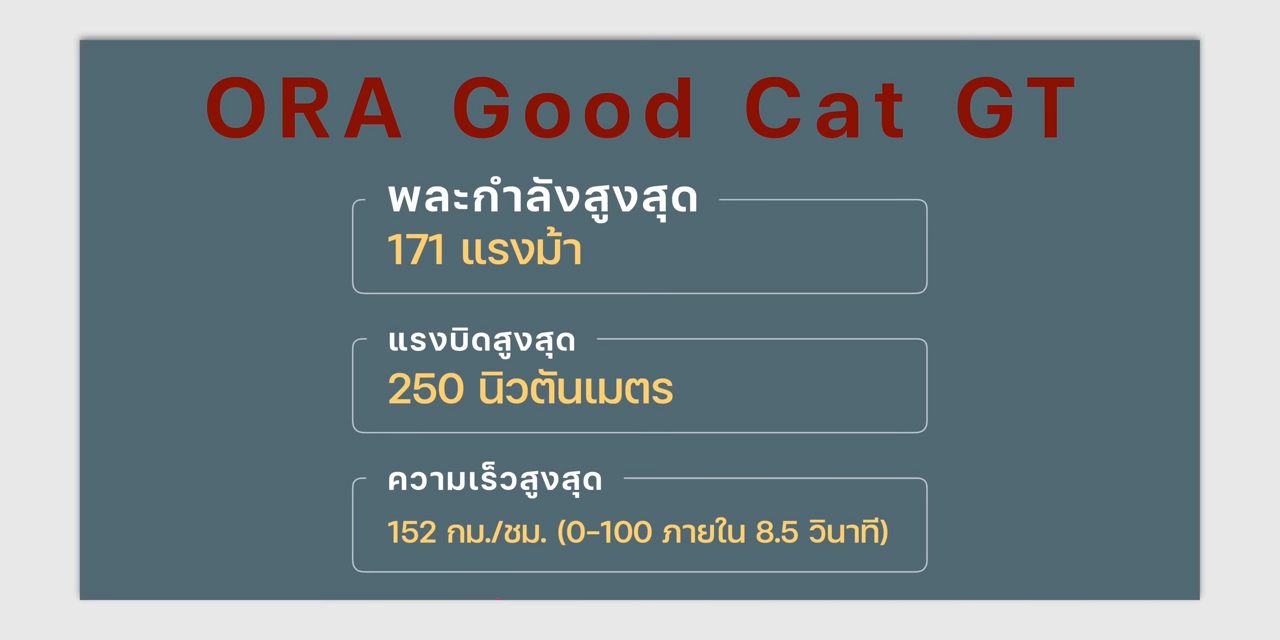 ORA Good Cat GT
พละกำลังสูงสุด
171 แรงม้า
แรงบิดสูงสุด
250 นิวตันเมตร
ความเร็วสูงสุด
152 กม./ชม. (0-100 ภายใน 8.5 วินาที)